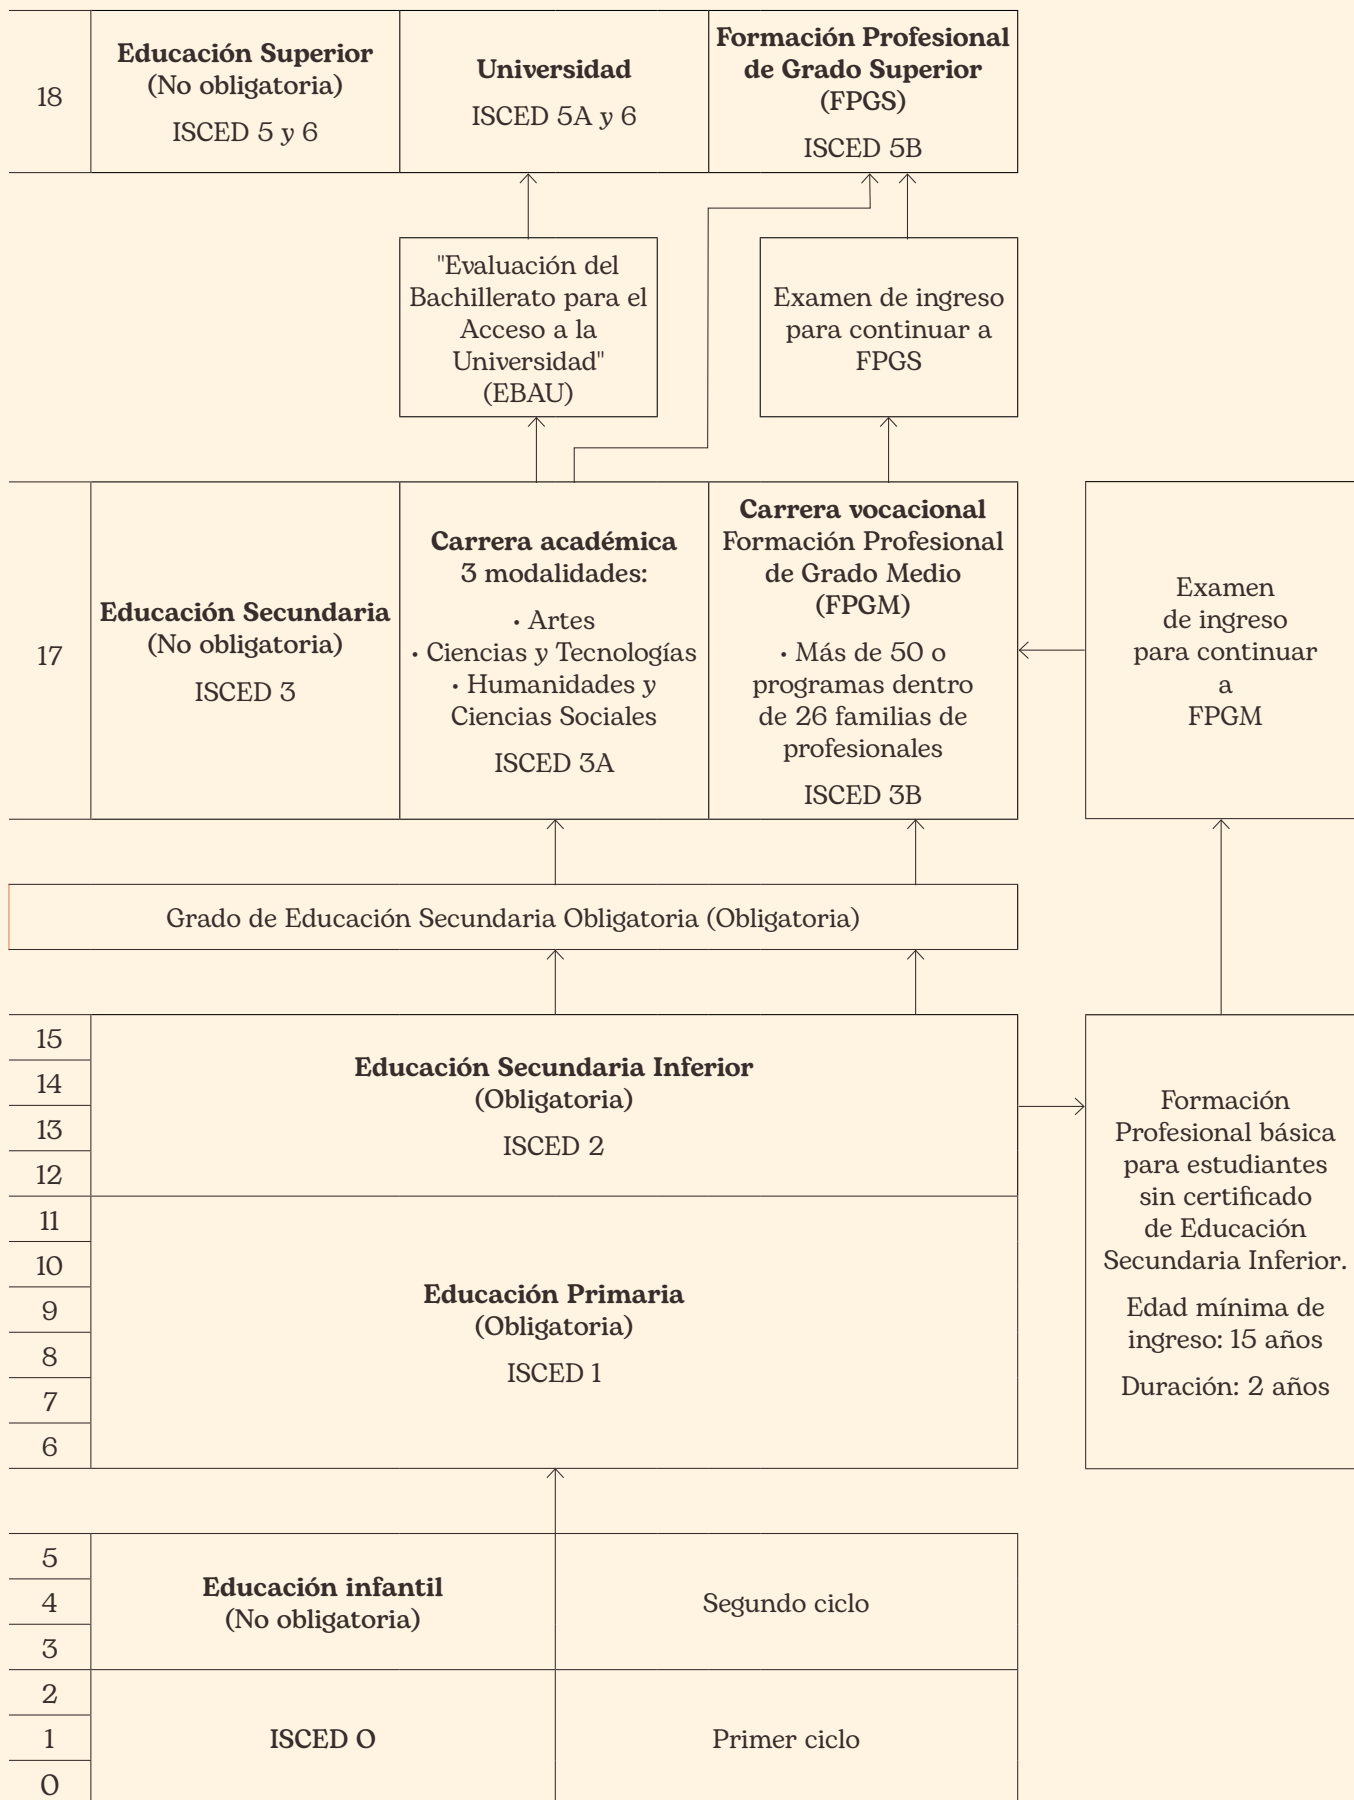 18
Educación Superior
(No obligatoria)
ISCED 5 y 6
Universidad
ISCED 5A y 6
Formación Profesional
de Grado Superior
(FPGS)
ISCED 5B
"Evaluación del
Bachillerato para el
Acceso a la
Universidad"
(EBAU)
Examen de ingreso
para continuar a
FPGS
17
Educación Secundaria
(No obligatoria)
ISCED 3
Carrera académica
3 modalidades:
• Artes
• Ciencias y Tecnologías
• Humanidades y
Ciencias Sociales
ISCED 3A
Carrera vocacional
Formación Profesional
de Grado Medio
(FPGM)
• Más de 50 o
programas dentro
de 26 familias de
profesionales
ISCED 3B
Examen
de ingreso
para continuar
a
FPGM
Grado de Educación Secundaria Obligatoria (Obligatoria)
15
14
13
12
Educación Secundaria Inferior
(Obligatoria)
ISCED 2
11
10
9
8
7
6
Educación Primaria
(Obligatoria)
ISCED 1
Formación
Profesional básica
para estudiantes
sin certificado
de Educación
Secundaria Inferior.
Edad mínima de
ingreso: 15 años
Duración: 2 años
5
4
3
Educación infantil
(No obligatoria)
Segundo ciclo
2
1
0
ISCED O
Primer ciclo